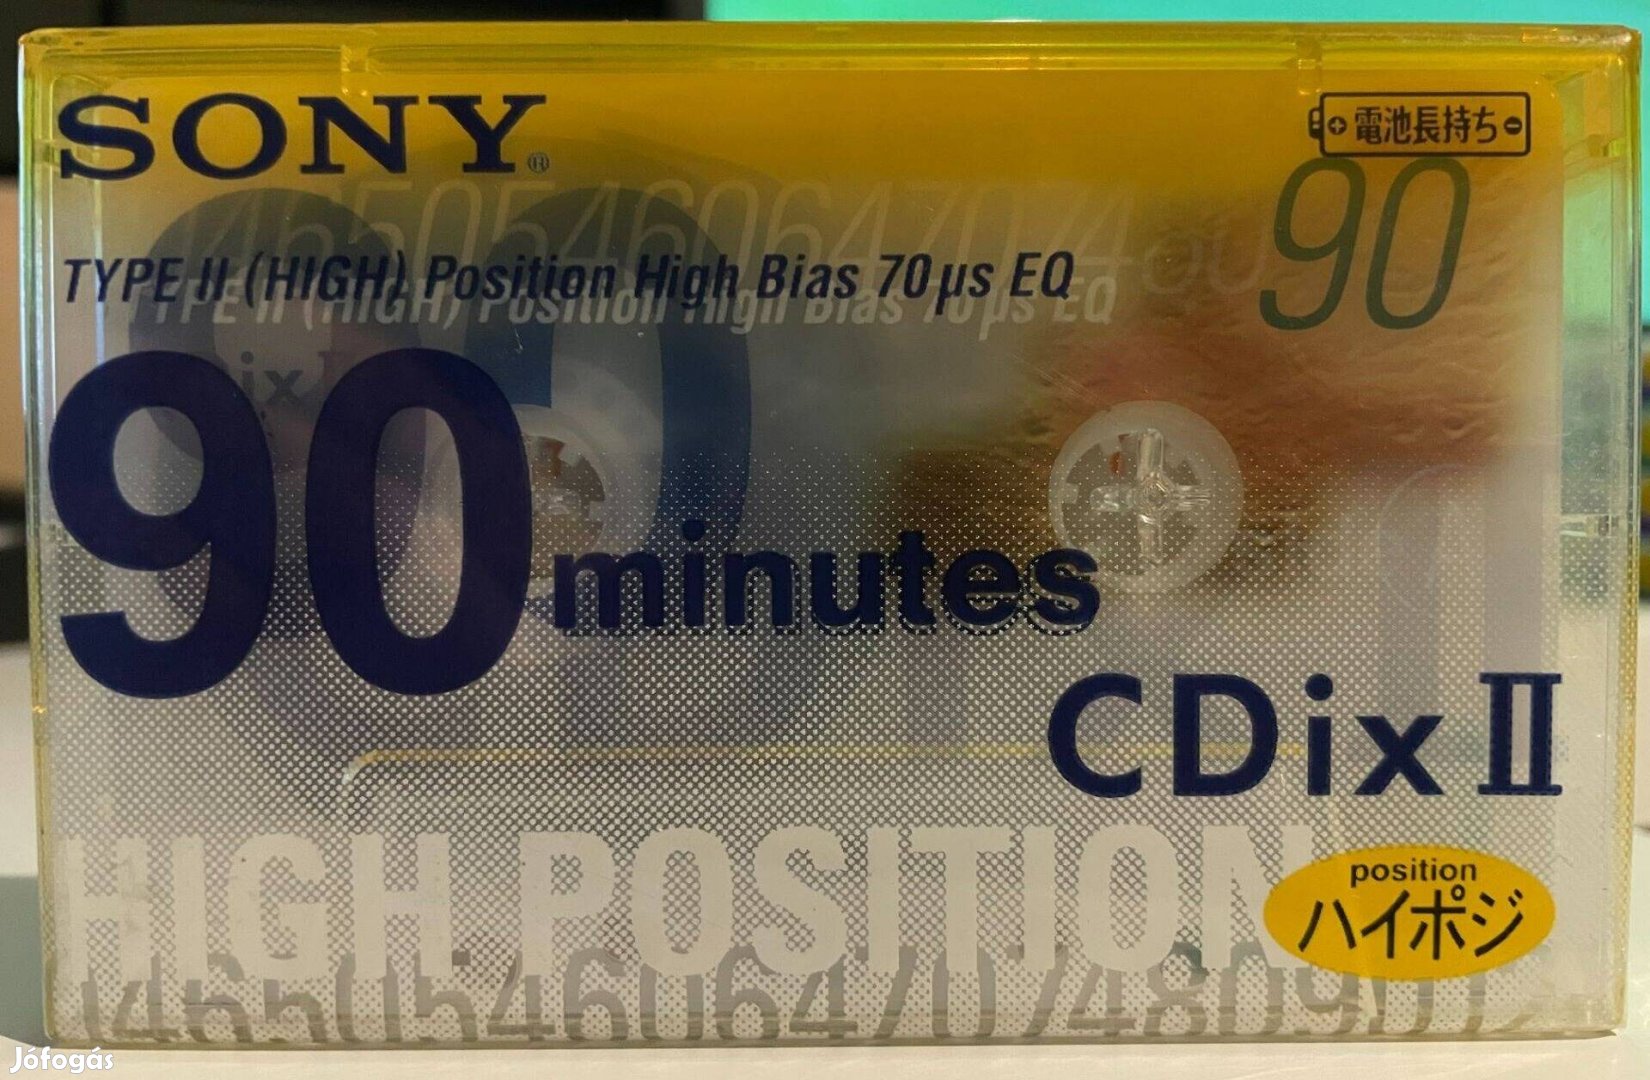 SONY®
電池長持ち
90
TYPE II (HIGH) Position High Bias 70µs EQ
90 minutes
CDix II
HIGH POSITION
position
ハイポジ
Jófogás